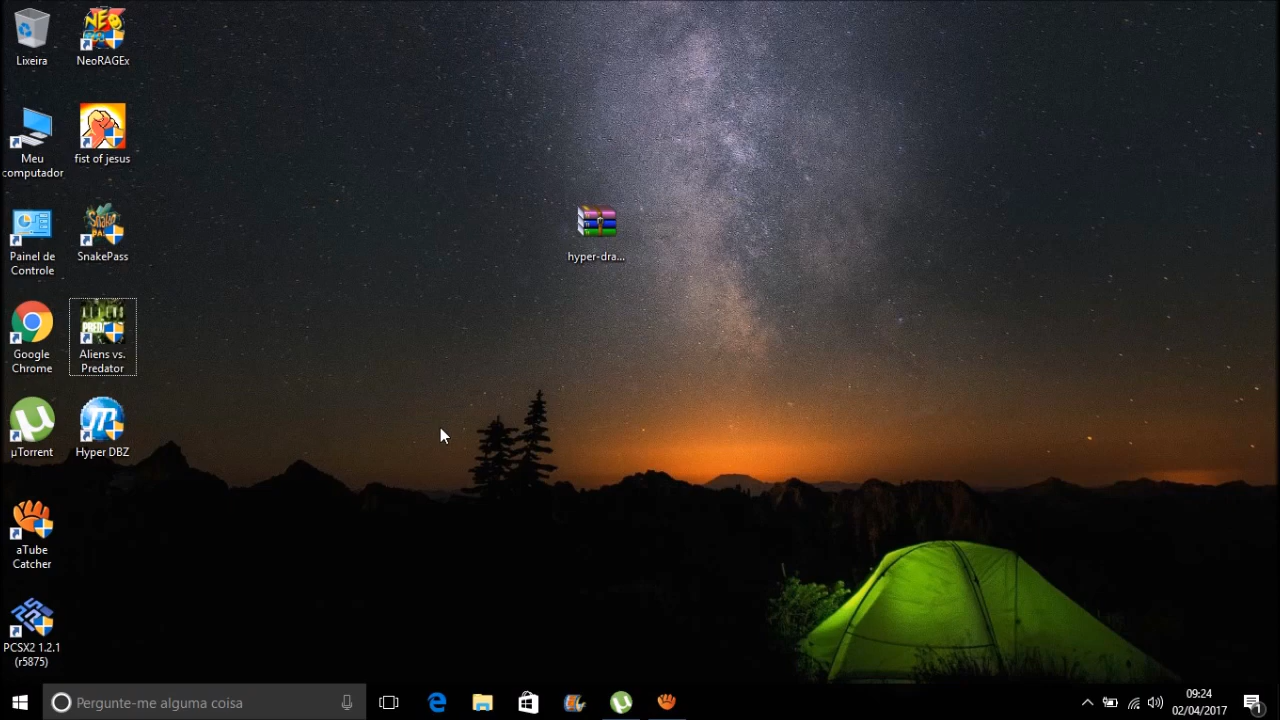 Lixeira
NeoRAGEx
Meu
computador
fist of jesus
Painel de
Controle
SnakePass
Google
Chrome
Aliens vs.
Predator
µTorrent
Hyper DBZ
aTube
Catcher
PCSX2 1.2.1
(r5875)
hyper-dra...
Pergunte-me alguma coisa
09:24
02/04/2017
1